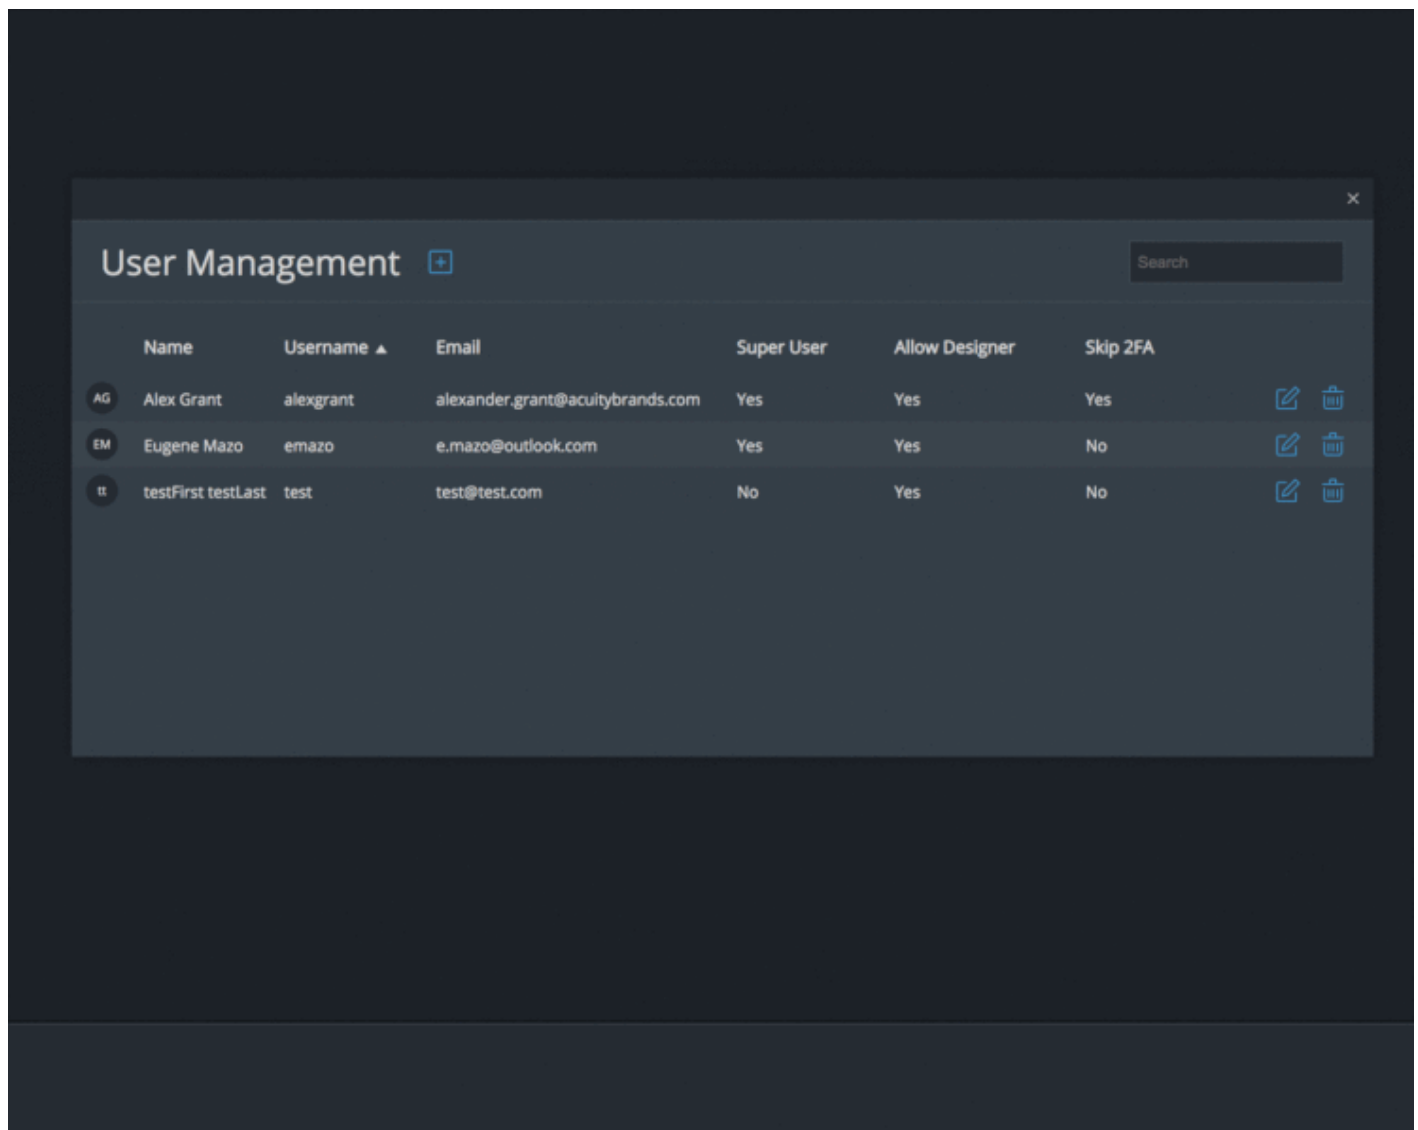 User Management
Search
Name Username ▲ Email Super User Allow Designer Skip 2FA
AG Alex Grant alexgrant alexander.grant@acuitybrands.com Yes Yes Yes
EM Eugene Mazo emazo e.mazo@outlook.com Yes Yes No
tt testFirst testLast test test@test.com No Yes No